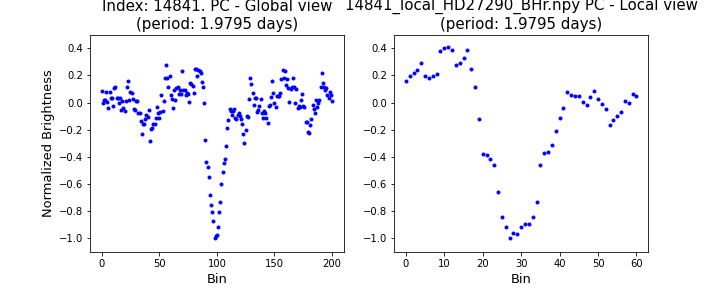 Index: 14841. PC - Global view
(period: 1.9795 days)
14841_local_HD27290_BHr.npy PC - Local view
(period: 1.9795 days)
Normalized Brightness
0.4
0.2
0.0
−0.2
−0.4
−0.6
−0.8
−1.0
0 50 100 150 200
Bin
0.4
0.2
0.0
−0.2
−0.4
−0.6
−0.8
−1.0
0 10 20 30 40 50 60
Bin